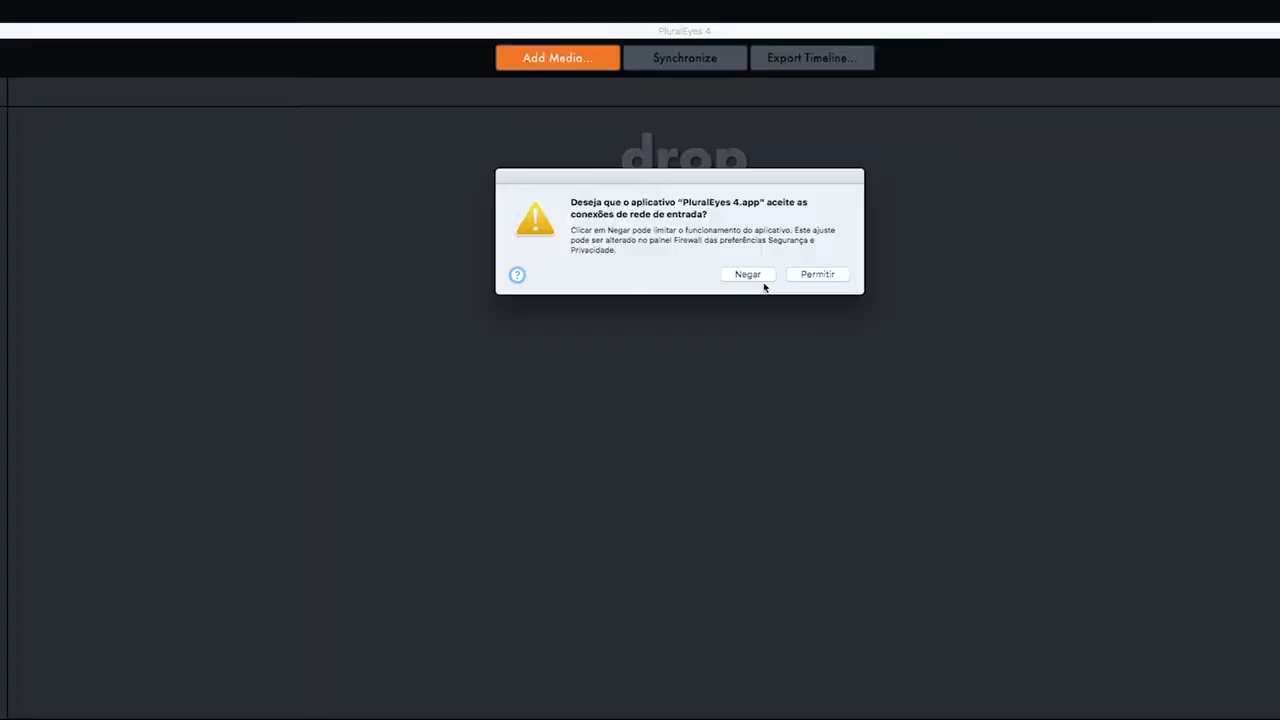 PluralEyes 4
Add Media...
Synchronize
Export Timeline...
drop
Deseja que o aplicativo “PluralEyes 4.app” aceite as
conexões de rede de entrada?
Clicar em Negar pode limitar o funcionamento do aplicativo. Este ajuste
pode ser alterado no painel Firewall das preferências Segurança e
Privacidade.
?
Negar
Permitir